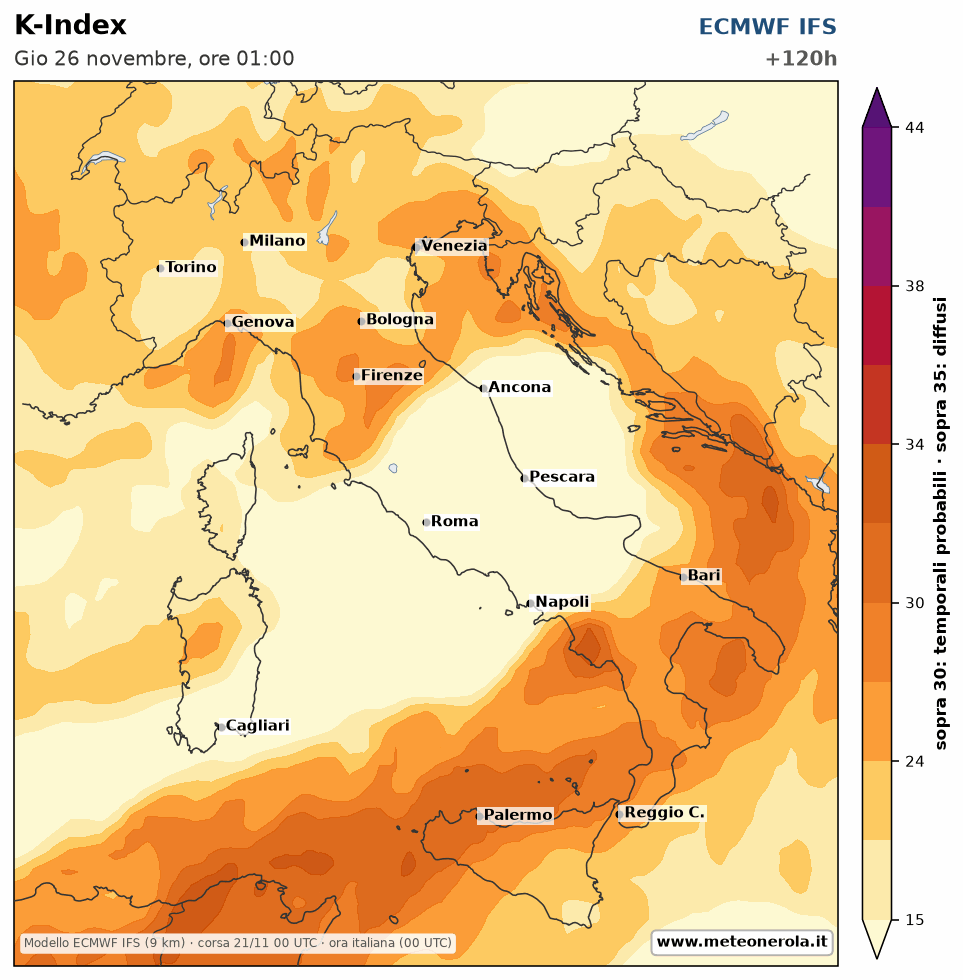 K-Index
ECMWF IFS
Gio 26 novembre, ore 01:00
+120h
Milano
Venezia
Torino
Genova
Bologna
Firenze
Ancona
Pescara
Roma
Bari
Napoli
Cagliari
Palermo
Reggio C.
44
38
34
30
24
15
sopra 30: temporali probabili · sopra 35: diffusi
Modello ECMWF IFS (9 km) · corsa 21/11 00 UTC · ora italiana (00 UTC)
www.meteonerola.it